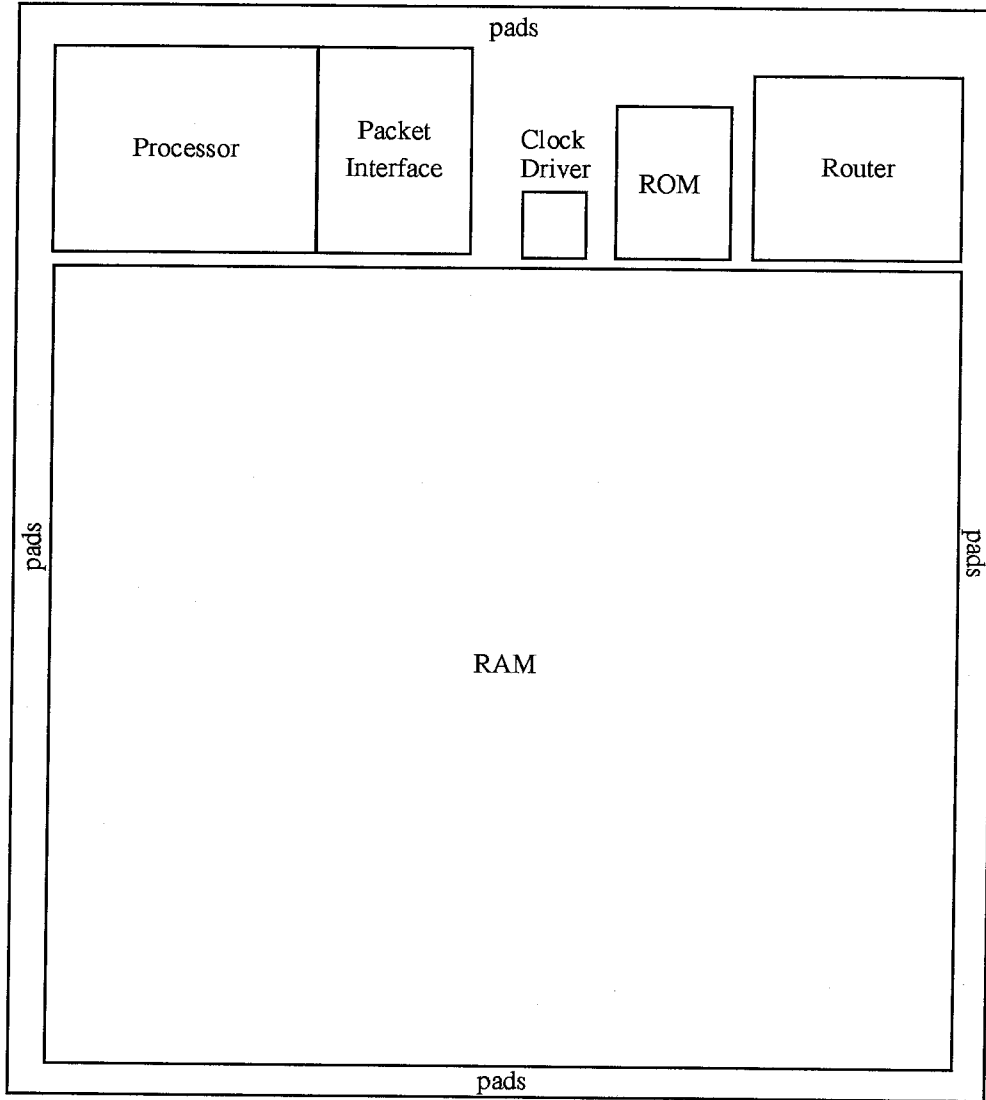 pads
Processor
Packet
Interface
Clock
Driver
ROM
Router
pads
pads
RAM
pads